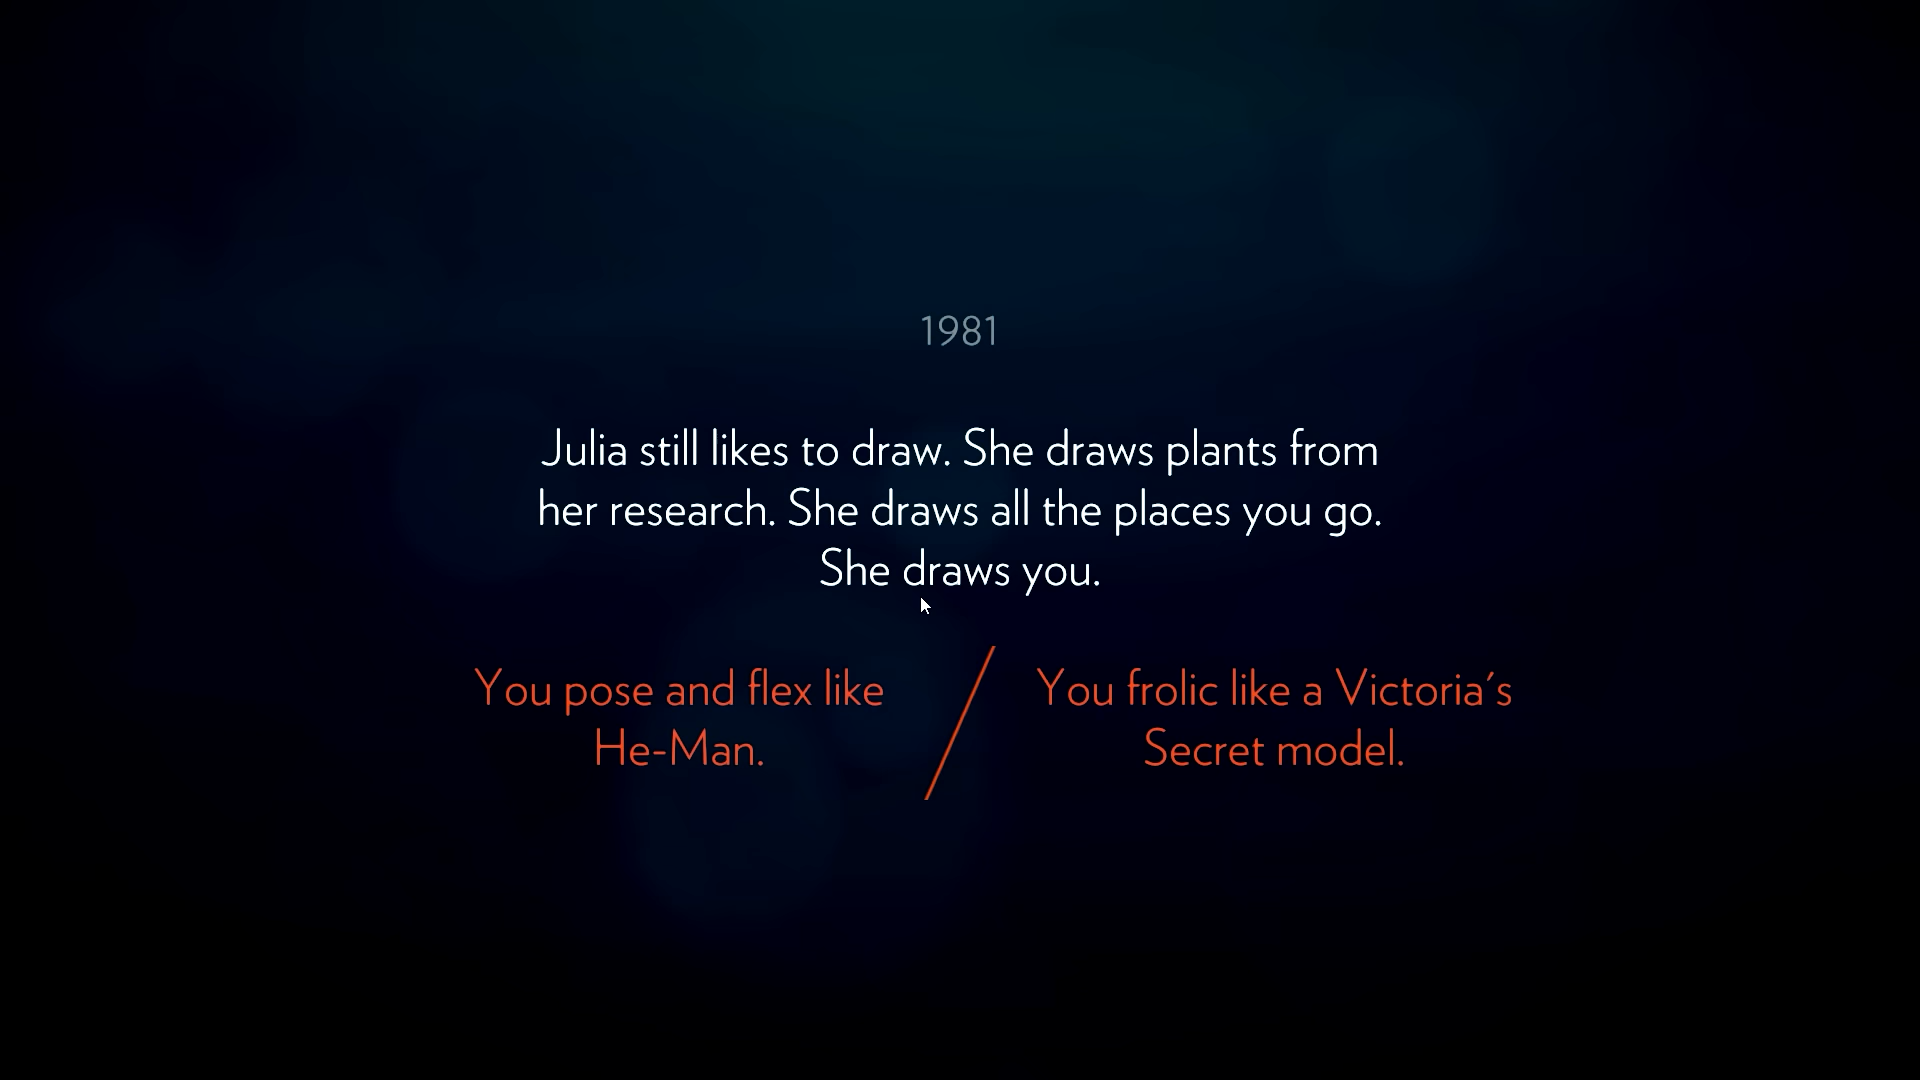 1981
Julia still likes to draw. She draws plants from
her research. She draws all the places you go.
She draws you.
You pose and flex like
He-Man.
You frolic like a Victoria's
Secret model.